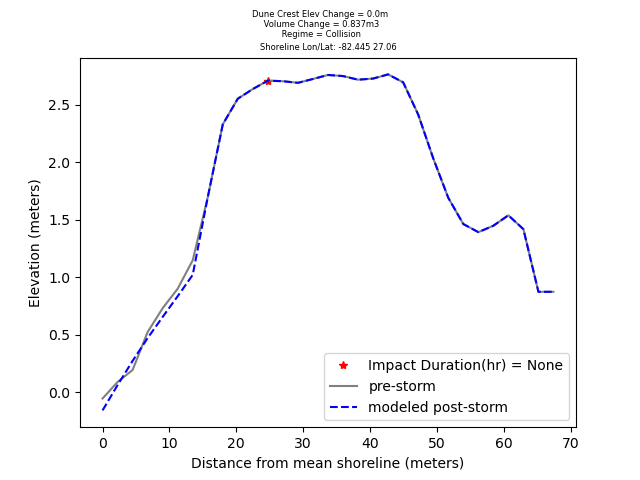 Dune Crest Elev Change = 0.0m
Volume Change = 0.837m3
Regime = Collision
Shoreline Lon/Lat: -82.445 27.06
Elevation (meters)
2.5
2.0
1.5
1.0
0.5
0.0
Impact Duration(hr) = None
pre-storm
modeled post-storm
0 10 20 30 40 50 60 70
Distance from mean shoreline (meters)